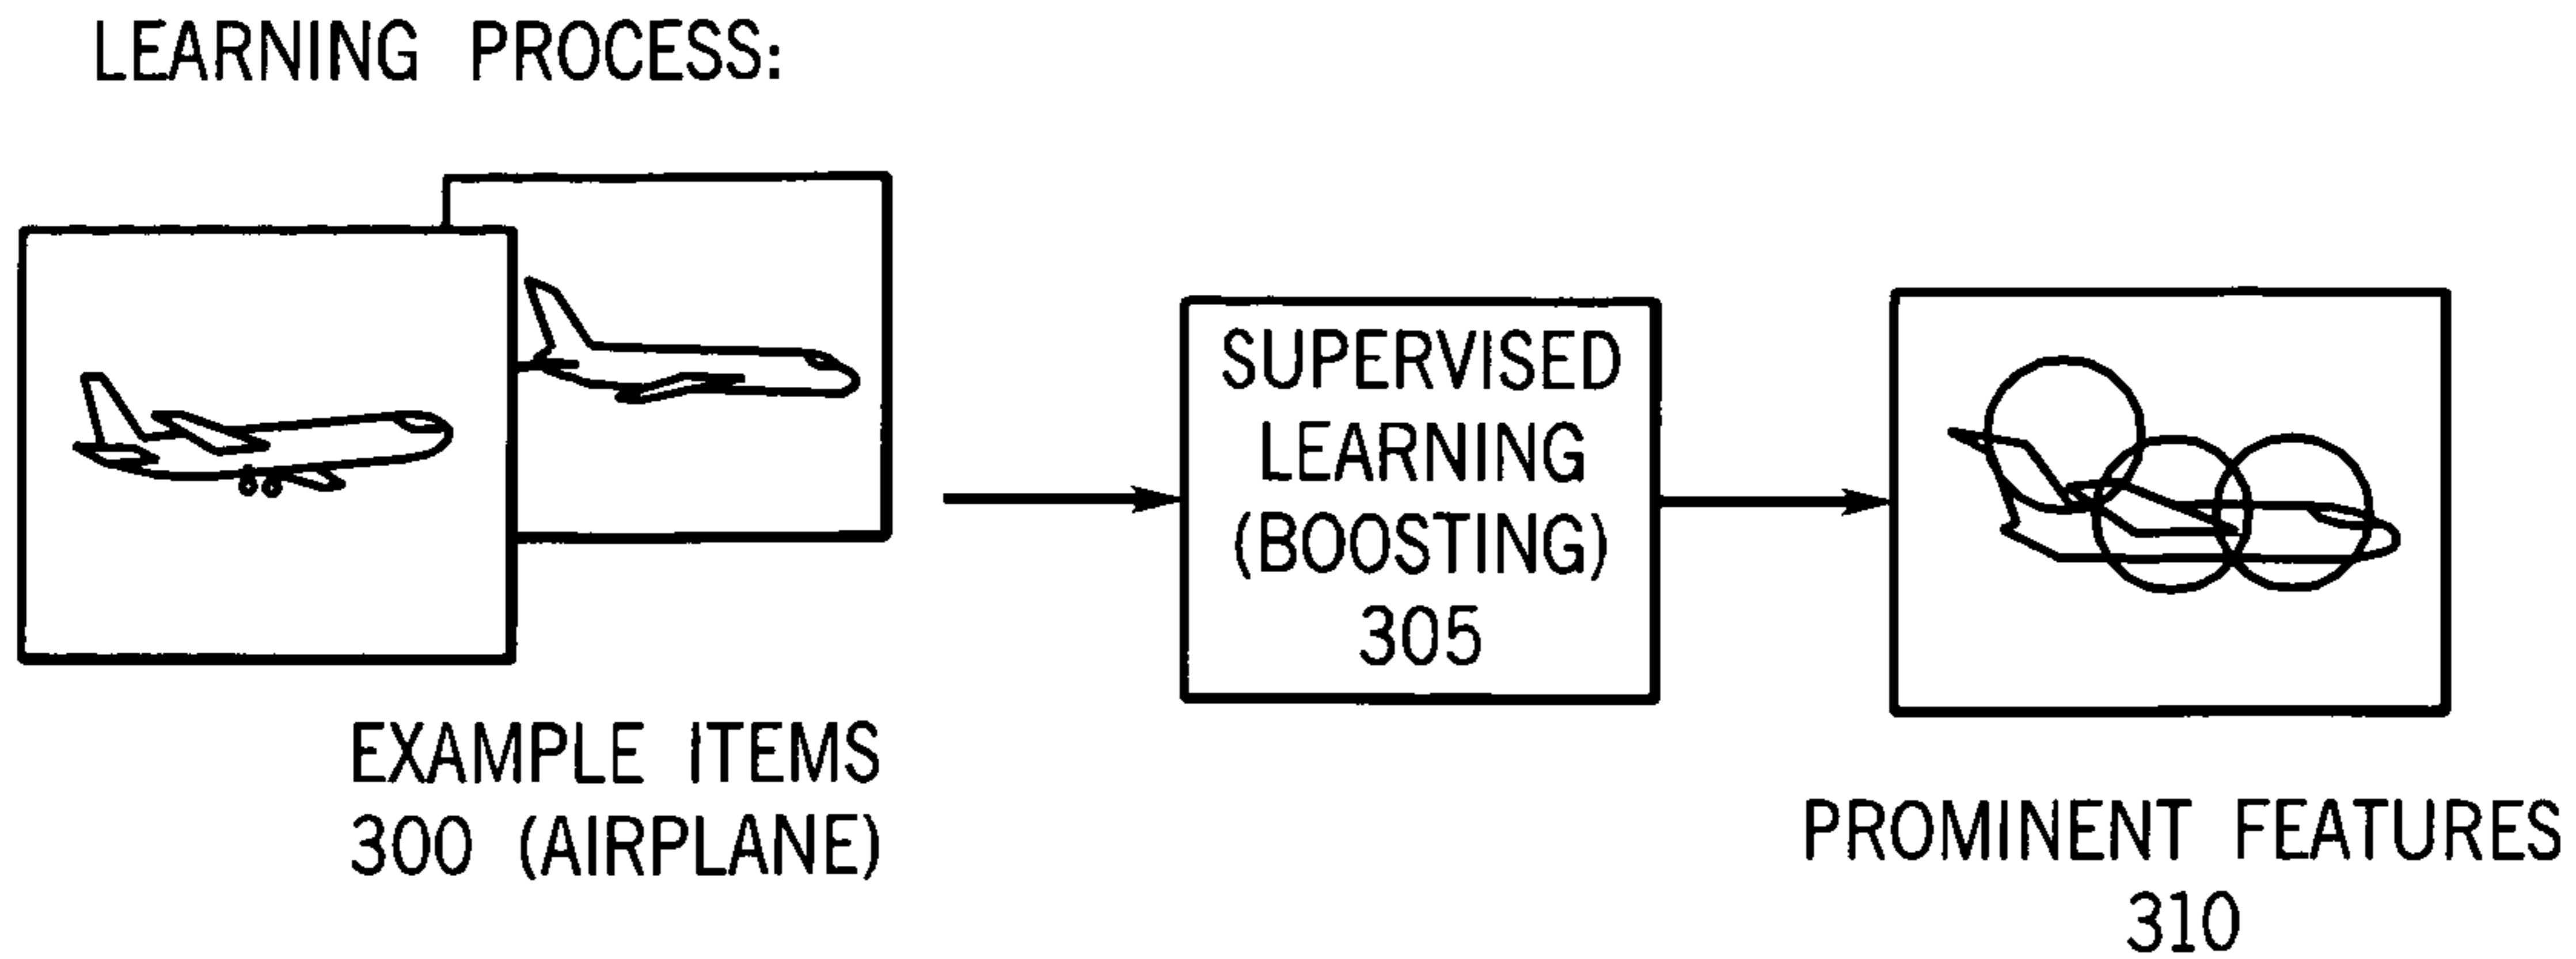 LEARNING PROCESS:
EXAMPLE ITEMS
300 (AIRPLANE)
SUPERVISED
LEARNING
(BOOSTING)
305
PROMINENT FEATURES
310